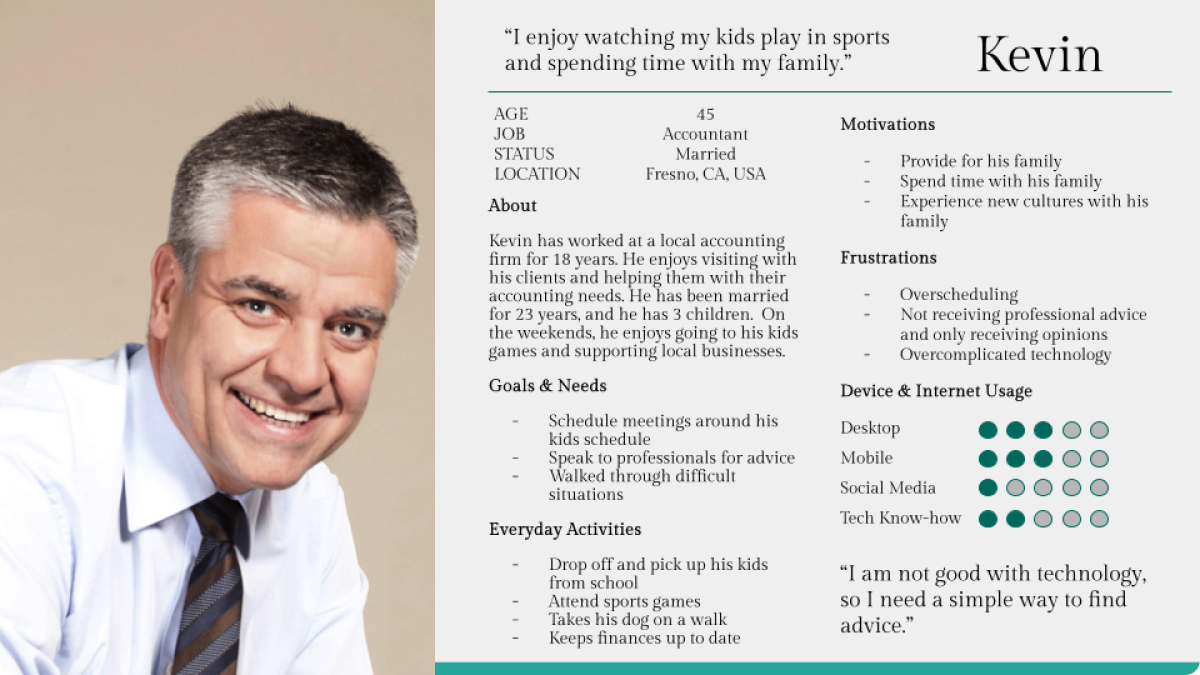 “I enjoy watching my kids play in sports
and spending time with my family.”
Kevin
AGE 45
JOB Accountant
STATUS Married
LOCATION Fresno, CA, USA
About
Kevin has worked at a local accounting
firm for 18 years. He enjoys visiting with
his clients and helping them with their
accounting needs. He has been married
for 23 years, and he has 3 children.  On
the weekends, he enjoys going to his kids
games and supporting local businesses.
Goals & Needs
- Schedule meetings around his
kids schedule
- Speak to professionals for advice
- Walked through difficult
situations
Everyday Activities
- Drop off and pick up his kids
from school
- Attend sports games
- Takes his dog on a walk
- Keeps finances up to date
Motivations
- Provide for his family
- Spend time with his family
- Experience new cultures with his
family
Frustrations
- Overscheduling
- Not receiving professional advice
and only receiving opinions
- Overcomplicated technology
Device & Internet Usage
Desktop
Mobile
Social Media
Tech Know-how
“I am not good with technology,
so I need a simple way to find
advice.”